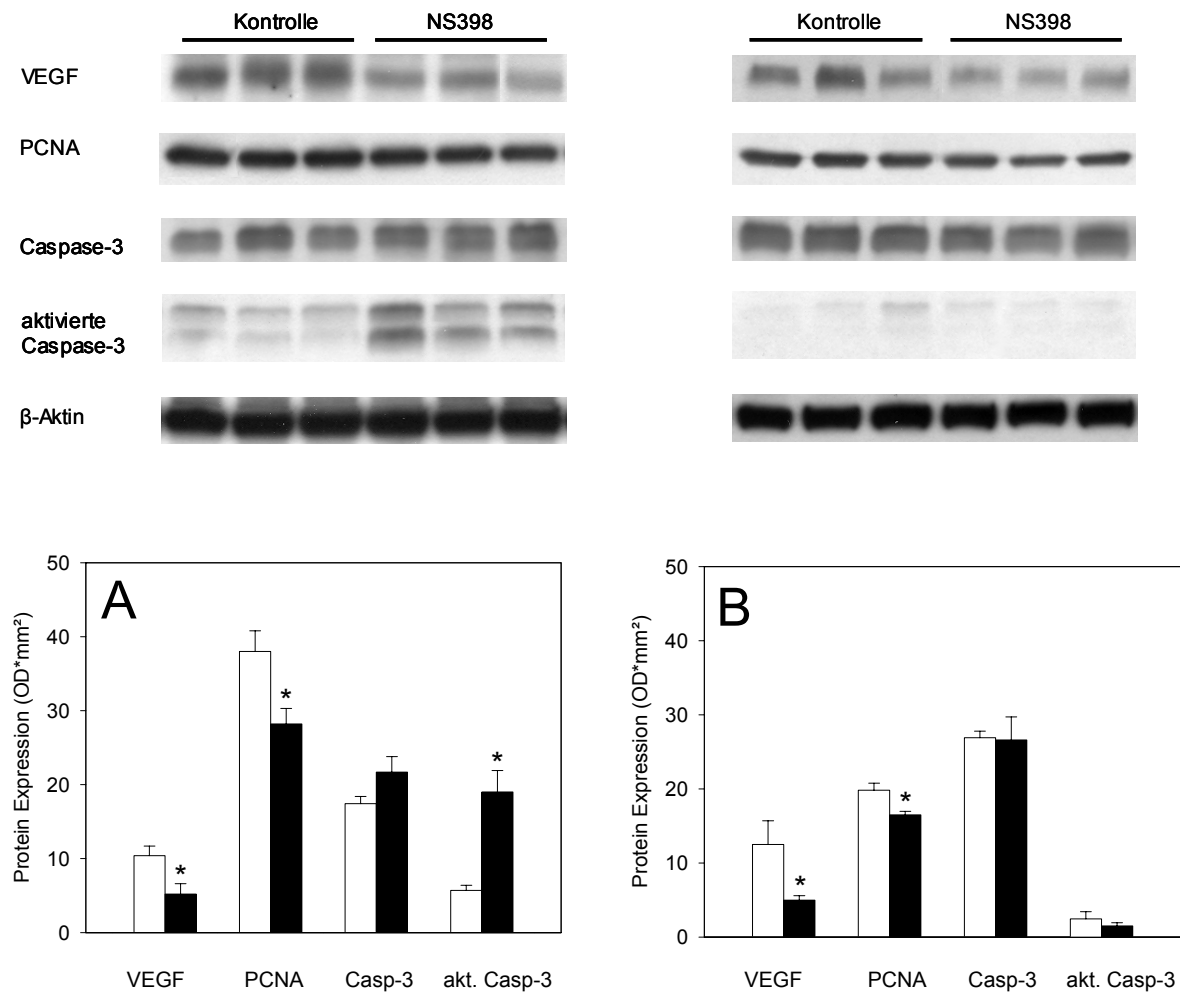 Kontrolle NS398
Kontrolle NS398
VEGF
PCNA
Caspase-3
aktivierte
Caspase-3
β-Aktin
A
Protein Expression (OD*mm²)
50
40
30
20
10
0
*
*
*
VEGF PCNA Casp-3 akt. Casp-3
B
Protein Expression (OD*mm²)
50
40
30
20
10
0
*
*
VEGF PCNA Casp-3 akt. Casp-3